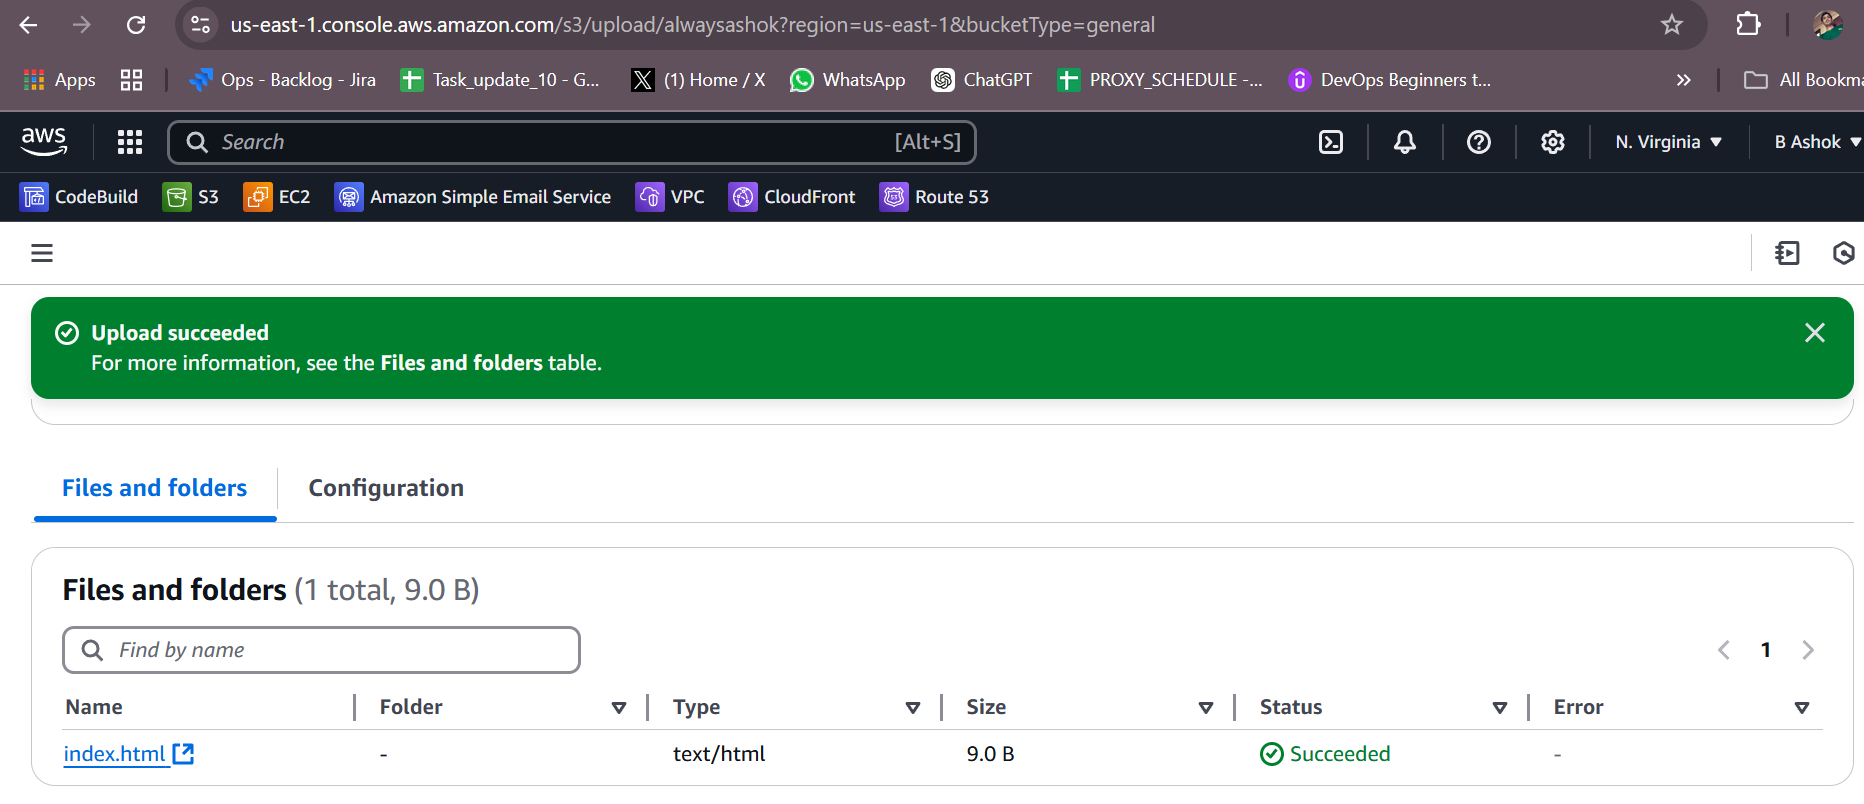 us-east-1.console.aws.amazon.com/s3/upload/alwaysashok?region=us-east-1&bucketType=general
Apps Ops - Backlog - Jira Task_update_10 - G... (1) Home / X WhatsApp ChatGPT PROXY_SCHEDULE -... DevOps Beginners t... » All Bookma
aws Search [Alt+S] N. Virginia B Ashok
CodeBuild S3 EC2 Amazon Simple Email Service VPC CloudFront Route 53
Upload succeeded
For more information, see the Files and folders table.
Files and folders Configuration
Files and folders (1 total, 9.0 B)
Find by name 1
Name Folder Type Size Status Error
index.html - text/html 9.0 B Succeeded -